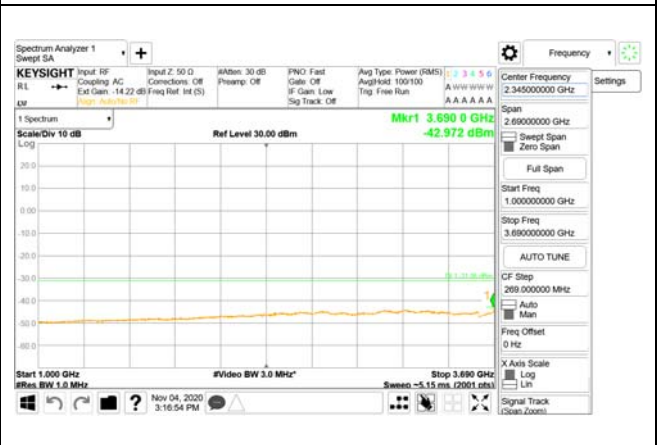 Spectrum Analyzer 1
Swept SA
+
Frequency
KEYSIGHT
RL
Input: RF
Coupling: AC
Ext Gain: -14.22 dB
Align: Auto/No RF
Input Z: 50 Ω
Corrections: Off
Freq Ref: Int (S)
#Atten: 30 dB
Preamp: Off
PNO: Fast
Gate: Off
IF Gain: Low
Sig Track: Off
Avg Type: Power (RMS)
Avg|Hold: 100/100
Trig: Free Run
1 2 3 4 5 6
A W W W W W
A A A A A A
1 Spectrum
Scale/Div 10 dB
Ref Level 30.00 dBm
Mkr1 3.690 0 GHz
-42.972 dBm
Log
20.0
10.0
0.00
-10.0
-20.0
-30.0
-40.0
-50.0
-60.0
1
Start 1.000 GHz
#Res BW 1.0 MHz
#Video BW 3.0 MHz*
Stop 3.690 GHz
Sweep ~5.15 ms (2001 pts)
Nov 04, 2020
3:16:54 PM
?
Center Frequency
2.345000000 GHz
Settings
Span
2.69000000 GHz
Swept Span
Zero Span
Full Span
Start Freq
1.000000000 GHz
Stop Freq
3.690000000 GHz
AUTO TUNE
CF Step
269.000000 MHz
Auto
Man
Freq Offset
0 Hz
X Axis Scale
Log
Lin
Signal Track
(Span Zoom)